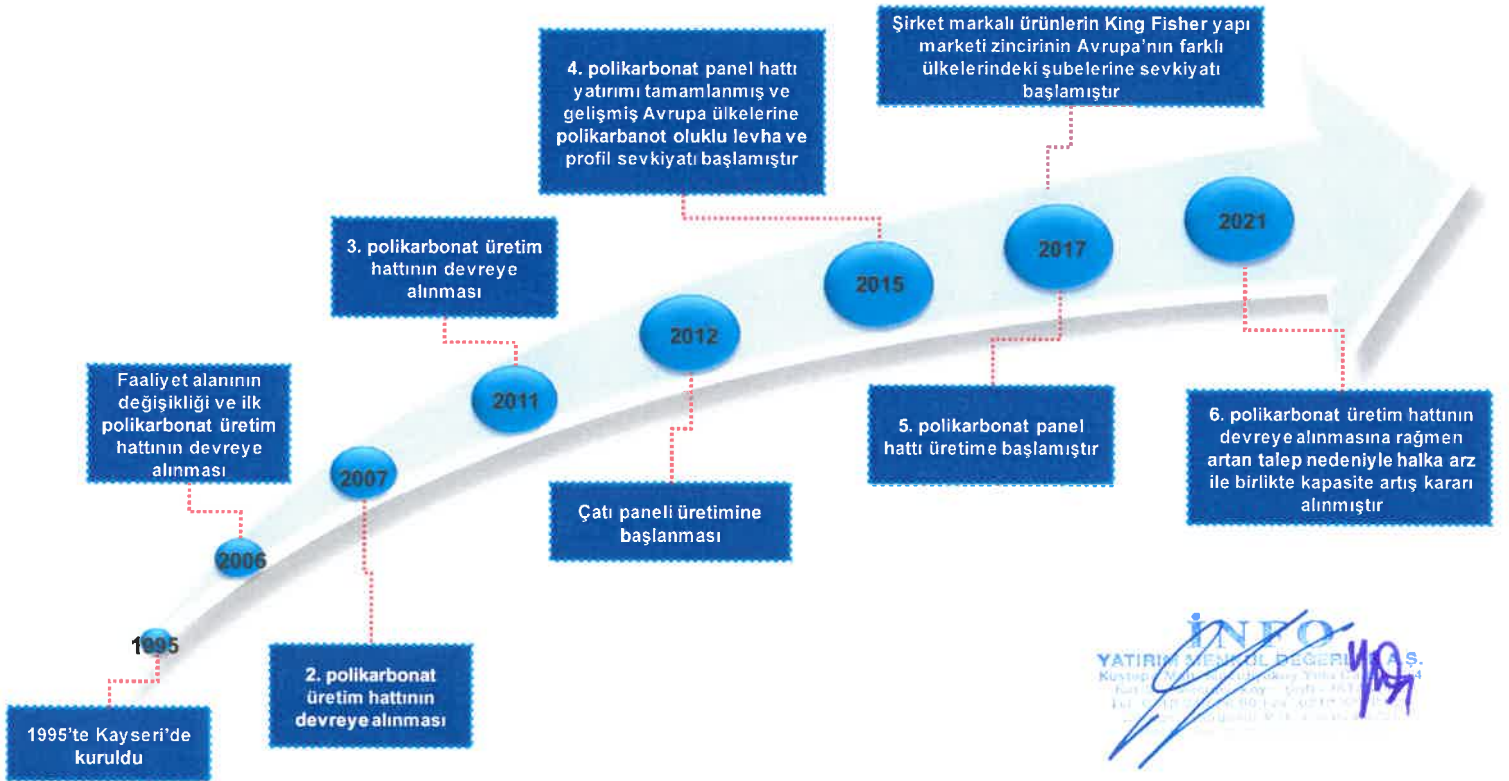 1995
1995'te Kayseri'de
kuruldu
2006
Faaliyet alanının
değişikliği ve ilk
polikarbonat üretim
hattının devreye
alınması
2007
2. polikarbonat
üretim hattının
devreye alınması
2011
3. polikarbonat üretim
hattının devreye
alınması
2012
Çatı paneli üretimine
başlanması
2015
4. polikarbonat panel hattı
yatırımı tamamlanmış ve
gelişmiş Avrupa ülkelerine
polikarbanot oluklu levha ve
profil sevkiyatı başlamıştır
2017
Şirket markalı ürünlerin King Fisher yapı
marketi zincirinin Avrupa'nın farklı
ülkelerindeki şubelerine sevkiyatı
başlamıştır
5. polikarbonat panel
hattı üretime başlamıştır
2021
6. polikarbonat üretim hattının
devreye alınmasına rağmen
artan talep nedeniyle halka arz
ile birlikte kapasite artış kararı
alınmıştır
İNFO
YATIRIM A.Ş.